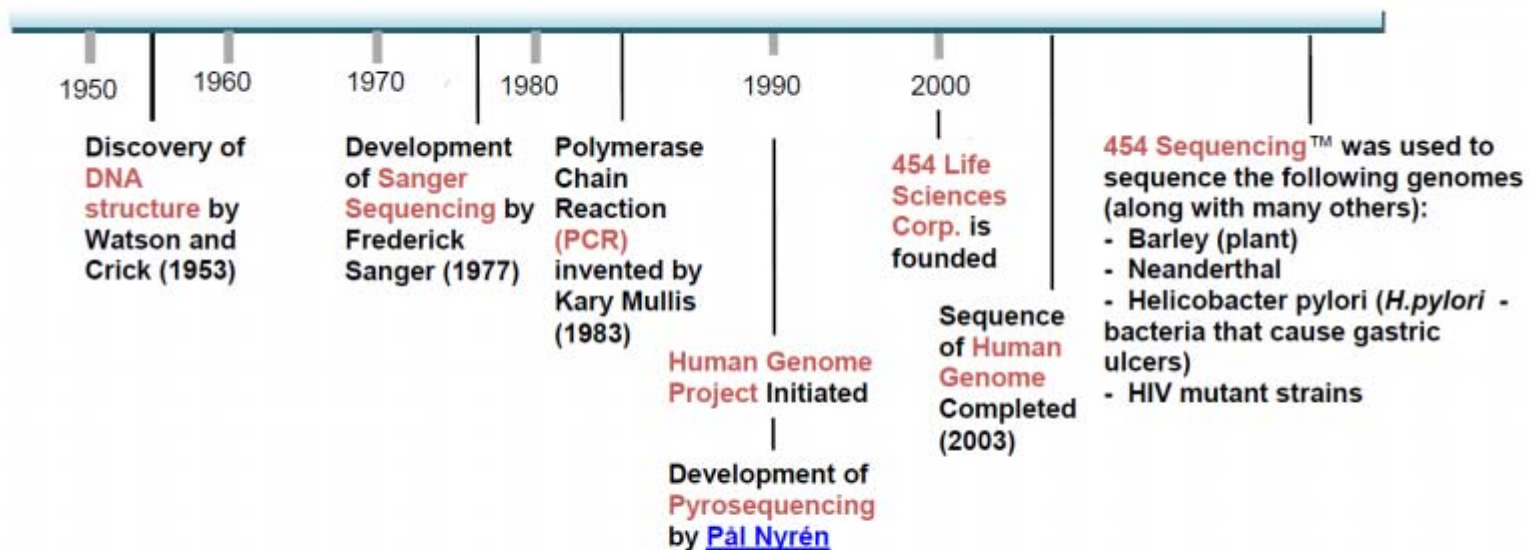 1950
1960
1970
1980
1990
2000
Discovery of
DNA
structure by
Watson and
Crick (1953)
Development
of Sanger
Sequencing by
Frederick
Sanger (1977)
Polymerase
Chain
Reaction
(PCR)
invented by
Kary Mullis
(1983)
Human Genome
Project Initiated
Development of
Pyrosequencing
by Pål Nyrén
454 Life
Sciences
Corp. is
founded
Sequence
of Human
Genome
Completed
(2003)
454 Sequencing™ was used to
sequence the following genomes
(along with many others):
- Barley (plant)
- Neanderthal
- Helicobacter pylori (H.pylori -
bacteria that cause gastric
ulcers)
- HIV mutant strains